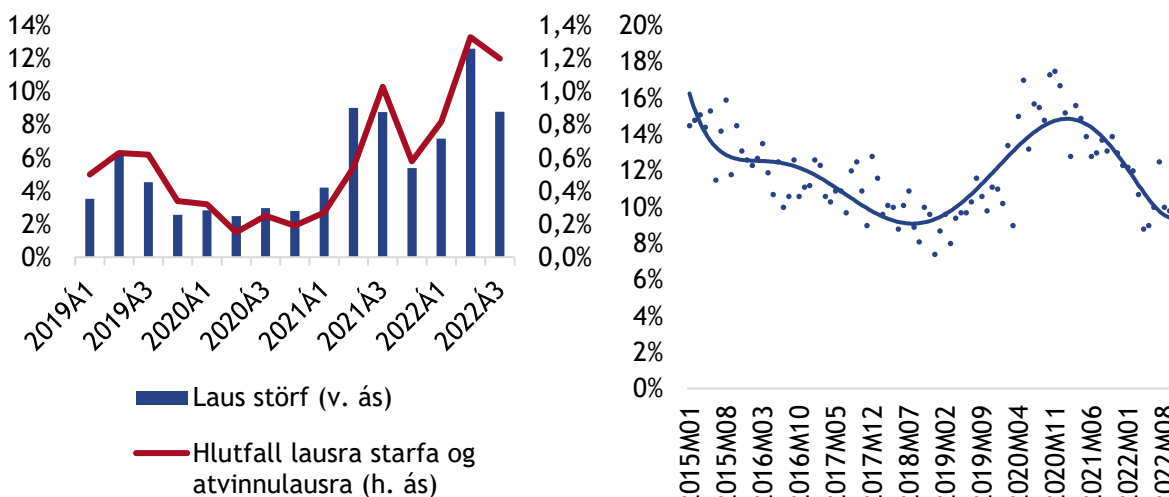 14%
12%
10%
8%
6%
4%
2%
0%
1,4%
1,2%
1,0%
0,8%
0,6%
0,4%
0,2%
0,0%
2019Á1
2019Á3
2020Á1
2020Á3
2021Á1
2021Á3
2022Á1
2022Á3
Laus störf (v. ás)
Hlutfall lausra starfa og
atvinnulausra (h. ás)
20%
18%
16%
14%
12%
10%
8%
6%
4%
2%
0%
2015M01
2015M08
2016M03
2016M10
2017M05
2017M12
2018M07
2019M02
2019M09
2020M04
2020M11
2021M06
2022M01
2022M08